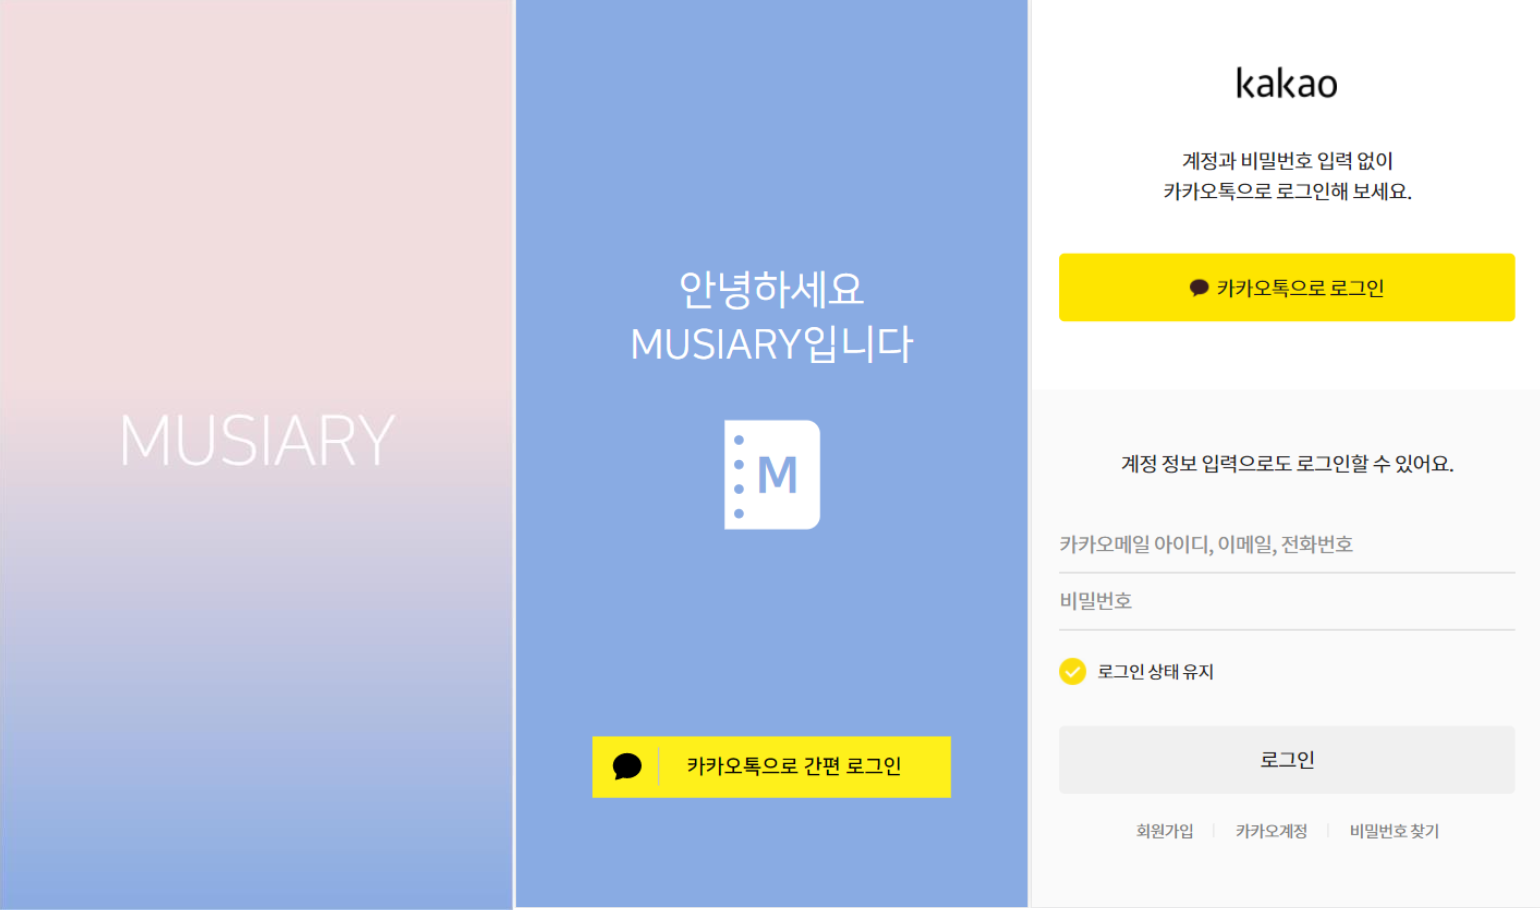 MUSIARY
안녕하세요
MUSIARY입니다
M
카카오톡으로 간편 로그인
kakao
계정과 비밀번호 입력 없이
카카오톡으로 로그인해 보세요.
카카오톡으로 로그인
계정 정보 입력으로도 로그인할 수 있어요.
카카오메일 아이디, 이메일, 전화번호
비밀번호
로그인 상태 유지
로그인
회원가입 카카오계정 비밀번호 찾기